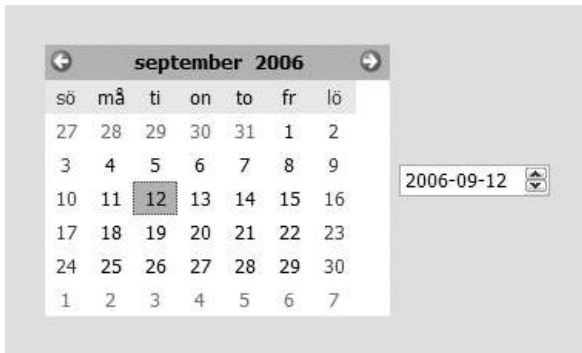 september 2006
sö må ti on to fr lö
27 28 29 30 31 1 2
3 4 5 6 7 8 9
10 11 12 13 14 15 16
17 18 19 20 21 22 23
24 25 26 27 28 29 30
1 2 3 4 5 6 7
2006-09-12